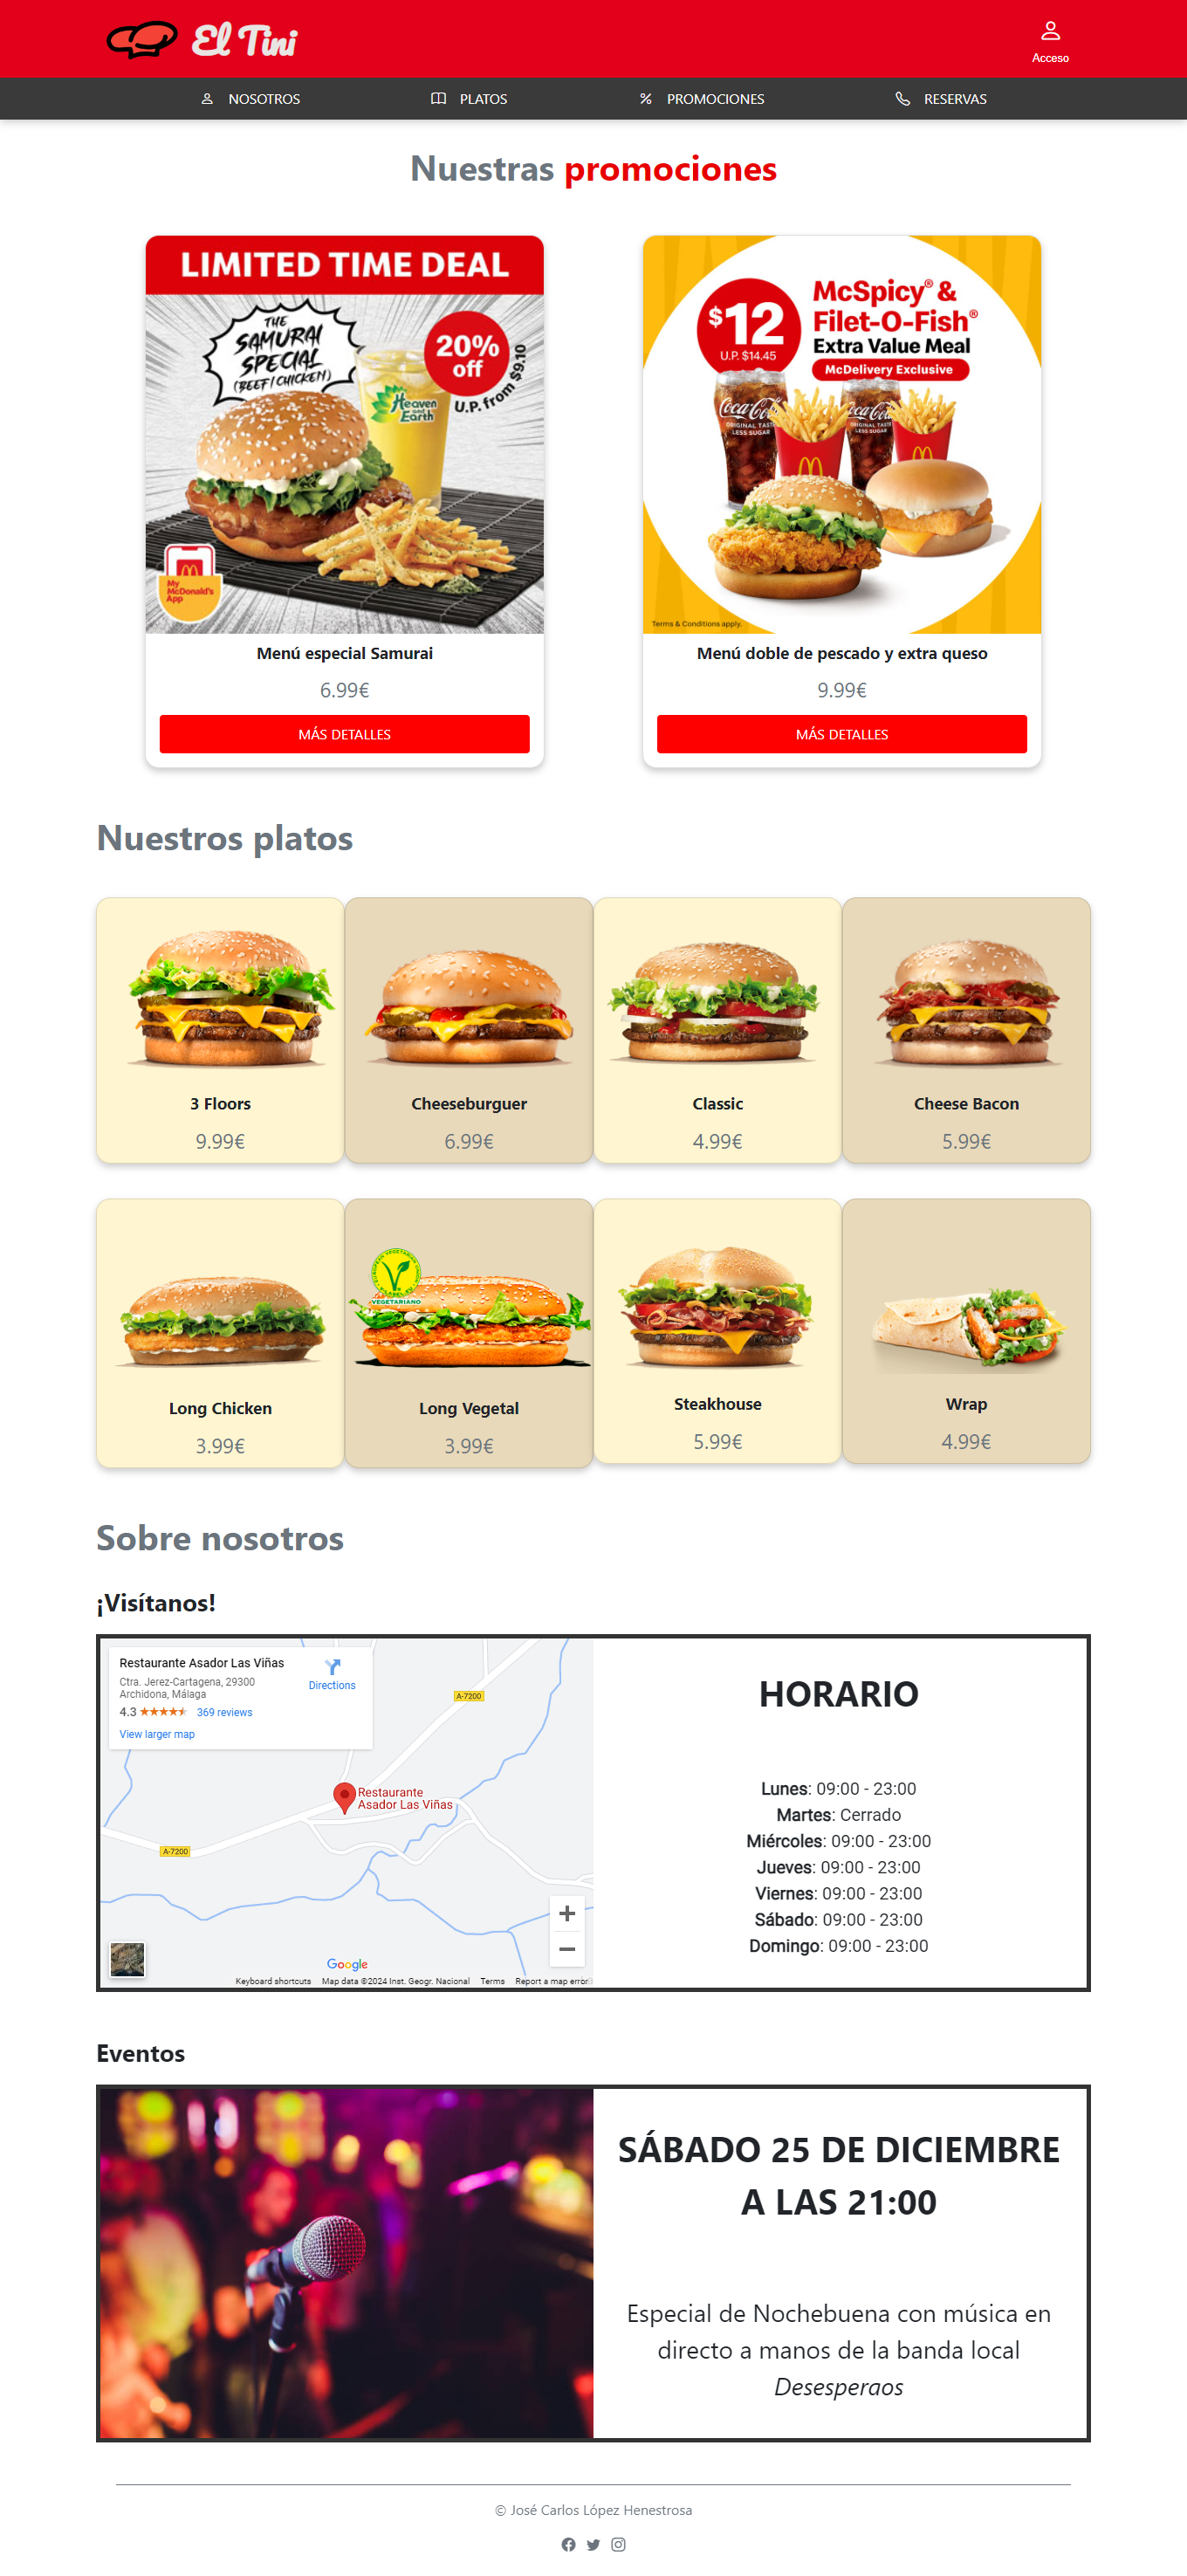 El Tini
Acceso
NOSOTROS
PLATOS
PROMOCIONES
RESERVAS
Nuestras promociones
LIMITED TIME DEAL
THE
SAMURAI
SPECIAL
(BEEF/CHICKEN)
20%
off
U.P. from $9.10
Heaven
and
Earth
My
McDonald's
App
Menú especial Samurai
6.99€
MÁS DETALLES
$12
U.P. $14.45
McSpicy® &
Filet-O-Fish®
Extra Value Meal
McDelivery Exclusive
Coca-Cola
ORIGINAL TASTE
LESS SUGAR
Coca-Cola
ORIGINAL TASTE
LESS SUGAR
Terms & Conditions apply.
Menú doble de pescado y extra queso
9.99€
MÁS DETALLES
Nuestros platos
3 Floors
9.99€
Cheeseburguer
6.99€
Classic
4.99€
Cheese Bacon
5.99€
Long Chicken
3.99€
EUROPEAN VEGETARIAN
VEGETARIANO
Long Vegetal
3.99€
Steakhouse
5.99€
Wrap
4.99€
Sobre nosotros
¡Visítanos!
Restaurante Asador Las Viñas
Ctra. Jerez-Cartagena, 29300
Archidona, Málaga
4.3
369 reviews
View larger map
Directions
A-7200
Restaurante
Asador Las Viñas
A-7200
Google
Keyboard shortcuts
Map data ©2024 Inst. Geogr. Nacional
Terms
Report a map error
HORARIO
Lunes: 09:00 - 23:00
Martes: Cerrado
Miércoles: 09:00 - 23:00
Jueves: 09:00 - 23:00
Viernes: 09:00 - 23:00
Sábado: 09:00 - 23:00
Domingo: 09:00 - 23:00
Eventos
SÁBADO 25 DE DICIEMBRE
A LAS 21:00
Especial de Nochebuena con música en
directo a manos de la banda local
Desesperaos
© José Carlos López Henestrosa